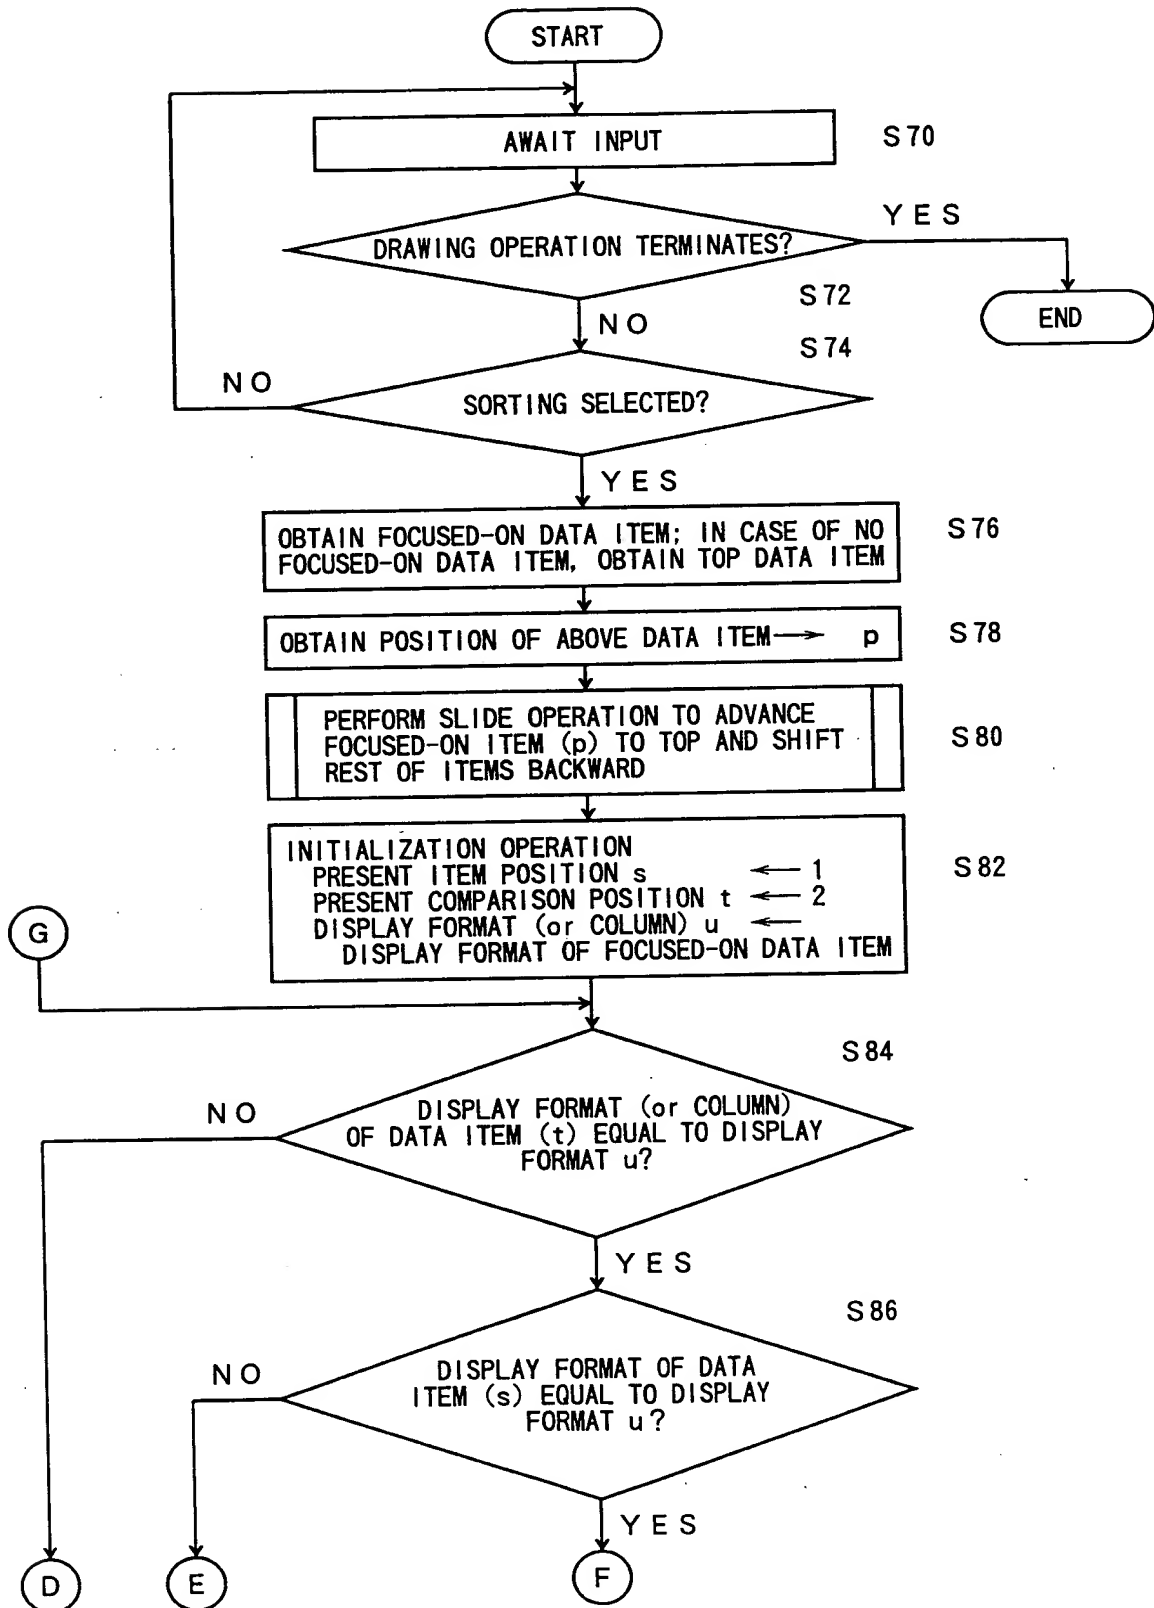 START
AWAIT INPUT
S70
DRAWING OPERATION TERMINATES?
YES
S72
END
NO
S74
NO
SORTING SELECTED?
YES
OBTAIN FOCUSED-ON DATA ITEM; IN CASE OF NO
FOCUSED-ON DATA ITEM, OBTAIN TOP DATA ITEM
S76
OBTAIN POSITION OF ABOVE DATA ITEM → p
S78
PERFORM SLIDE OPERATION TO ADVANCE
FOCUSED-ON ITEM (p) TO TOP AND SHIFT
REST OF ITEMS BACKWARD
S80
INITIALIZATION OPERATION
PRESENT ITEM POSITION s ← 1
PRESENT COMPARISON POSITION t ← 2
DISPLAY FORMAT (or COLUMN) u ←
DISPLAY FORMAT OF FOCUSED-ON DATA ITEM
S82
G
S84
NO
DISPLAY FORMAT (or COLUMN)
OF DATA ITEM (t) EQUAL TO DISPLAY
FORMAT u?
YES
S86
NO
DISPLAY FORMAT OF DATA
ITEM (s) EQUAL TO DISPLAY
FORMAT u?
YES
D
E
F